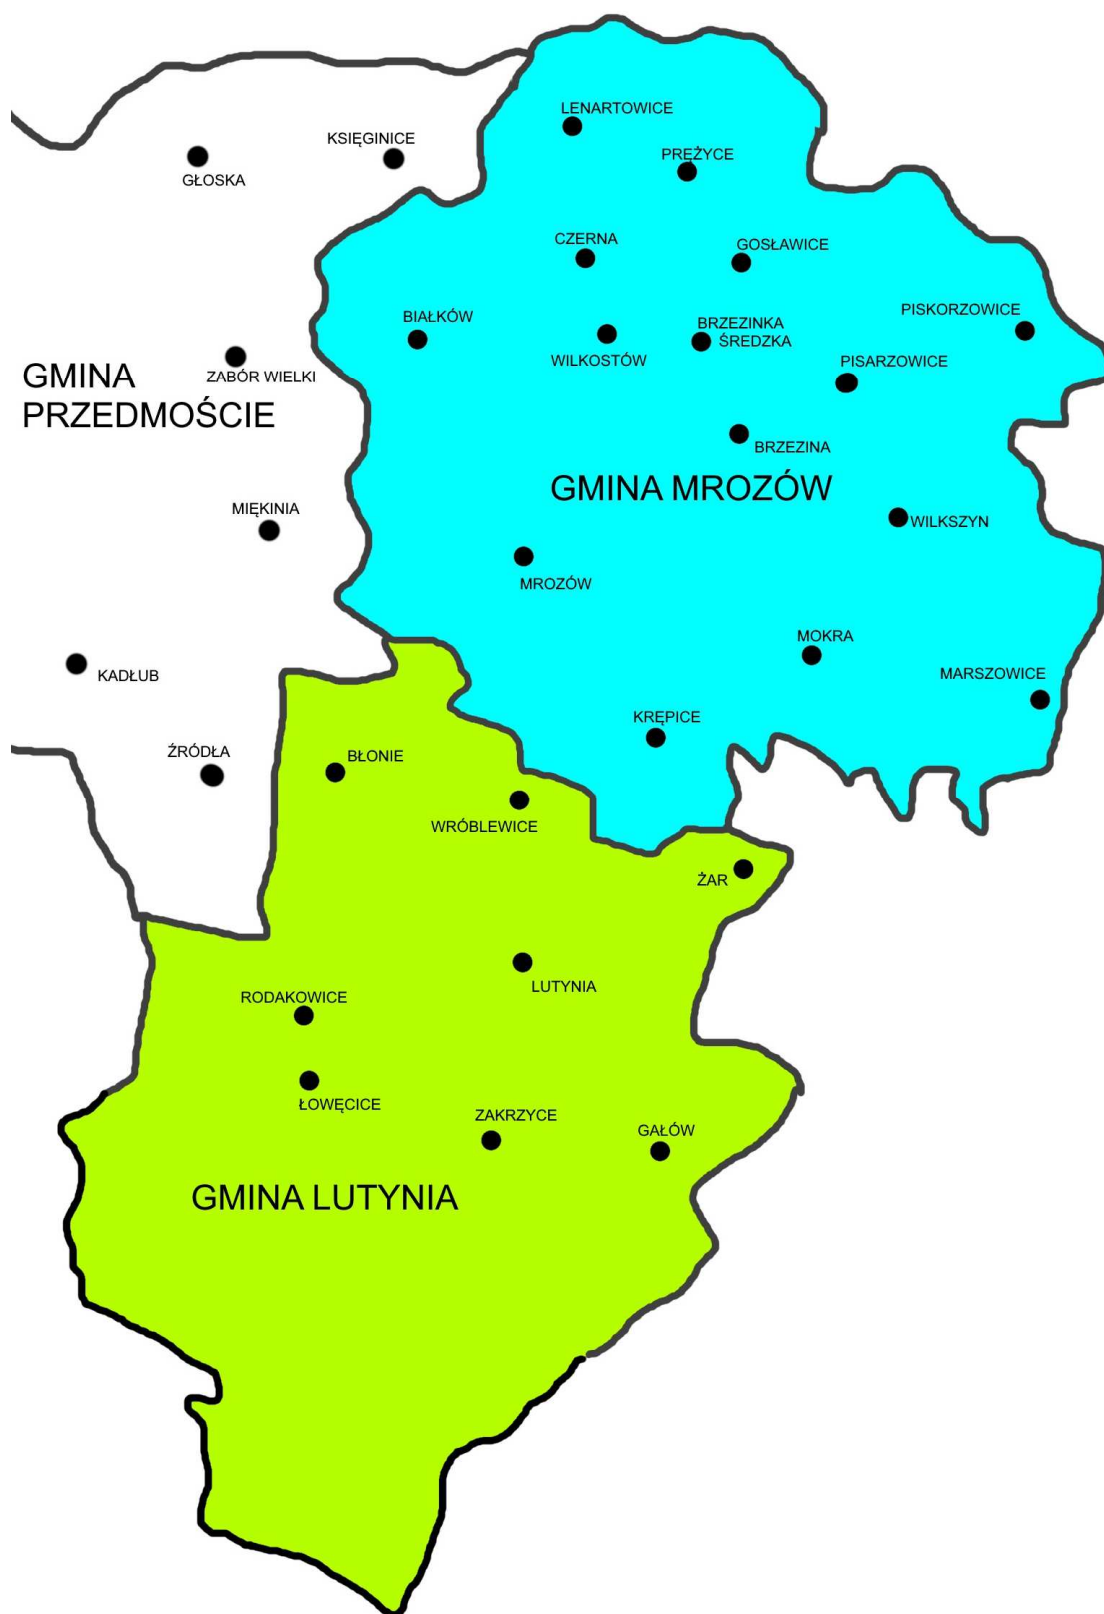 LENARTOWICE
KSIĘGINICE
PRĘŻYCE
GŁOSKA
CZERNA
GOSŁAWICE
PISKORZOWICE
BIAŁKÓW
BRZEZINKA
ŚREDZKA
WILKOSTÓW
PISARZOWICE
ZABÓR WIELKI
GMINA
PRZEDMOŚCIE
BRZEZINA
GMINA MROZÓW
MIĘKINIA
WILKSZYN
MROZÓW
MOKRA
KADŁUB
MARSZOWICE
KRĘPICE
ŹRÓDŁA
BŁONIE
WRÓBLEWICE
ŻAR
LUTYNIA
RODAKOWICE
ŁOWĘCICE
ZAKRZYCE
GAŁÓW
GMINA LUTYNIA